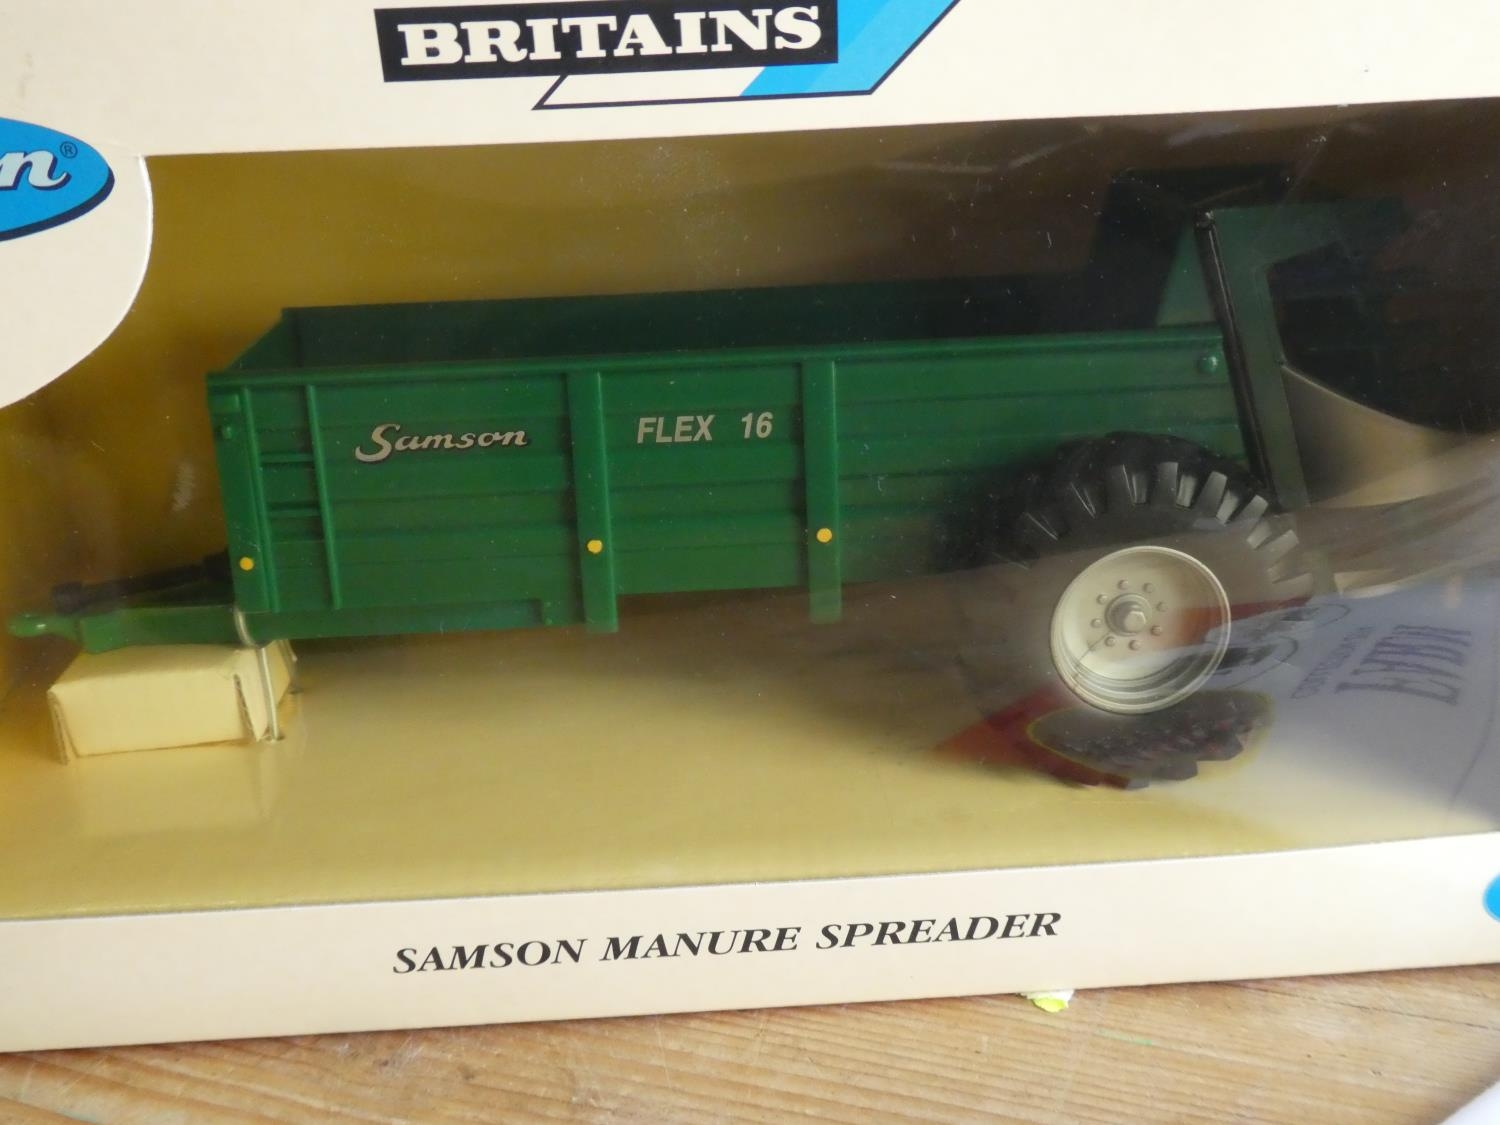 BRITAINS
n®
Samson
FLEX 16
SAMSON MANURE SPREADER